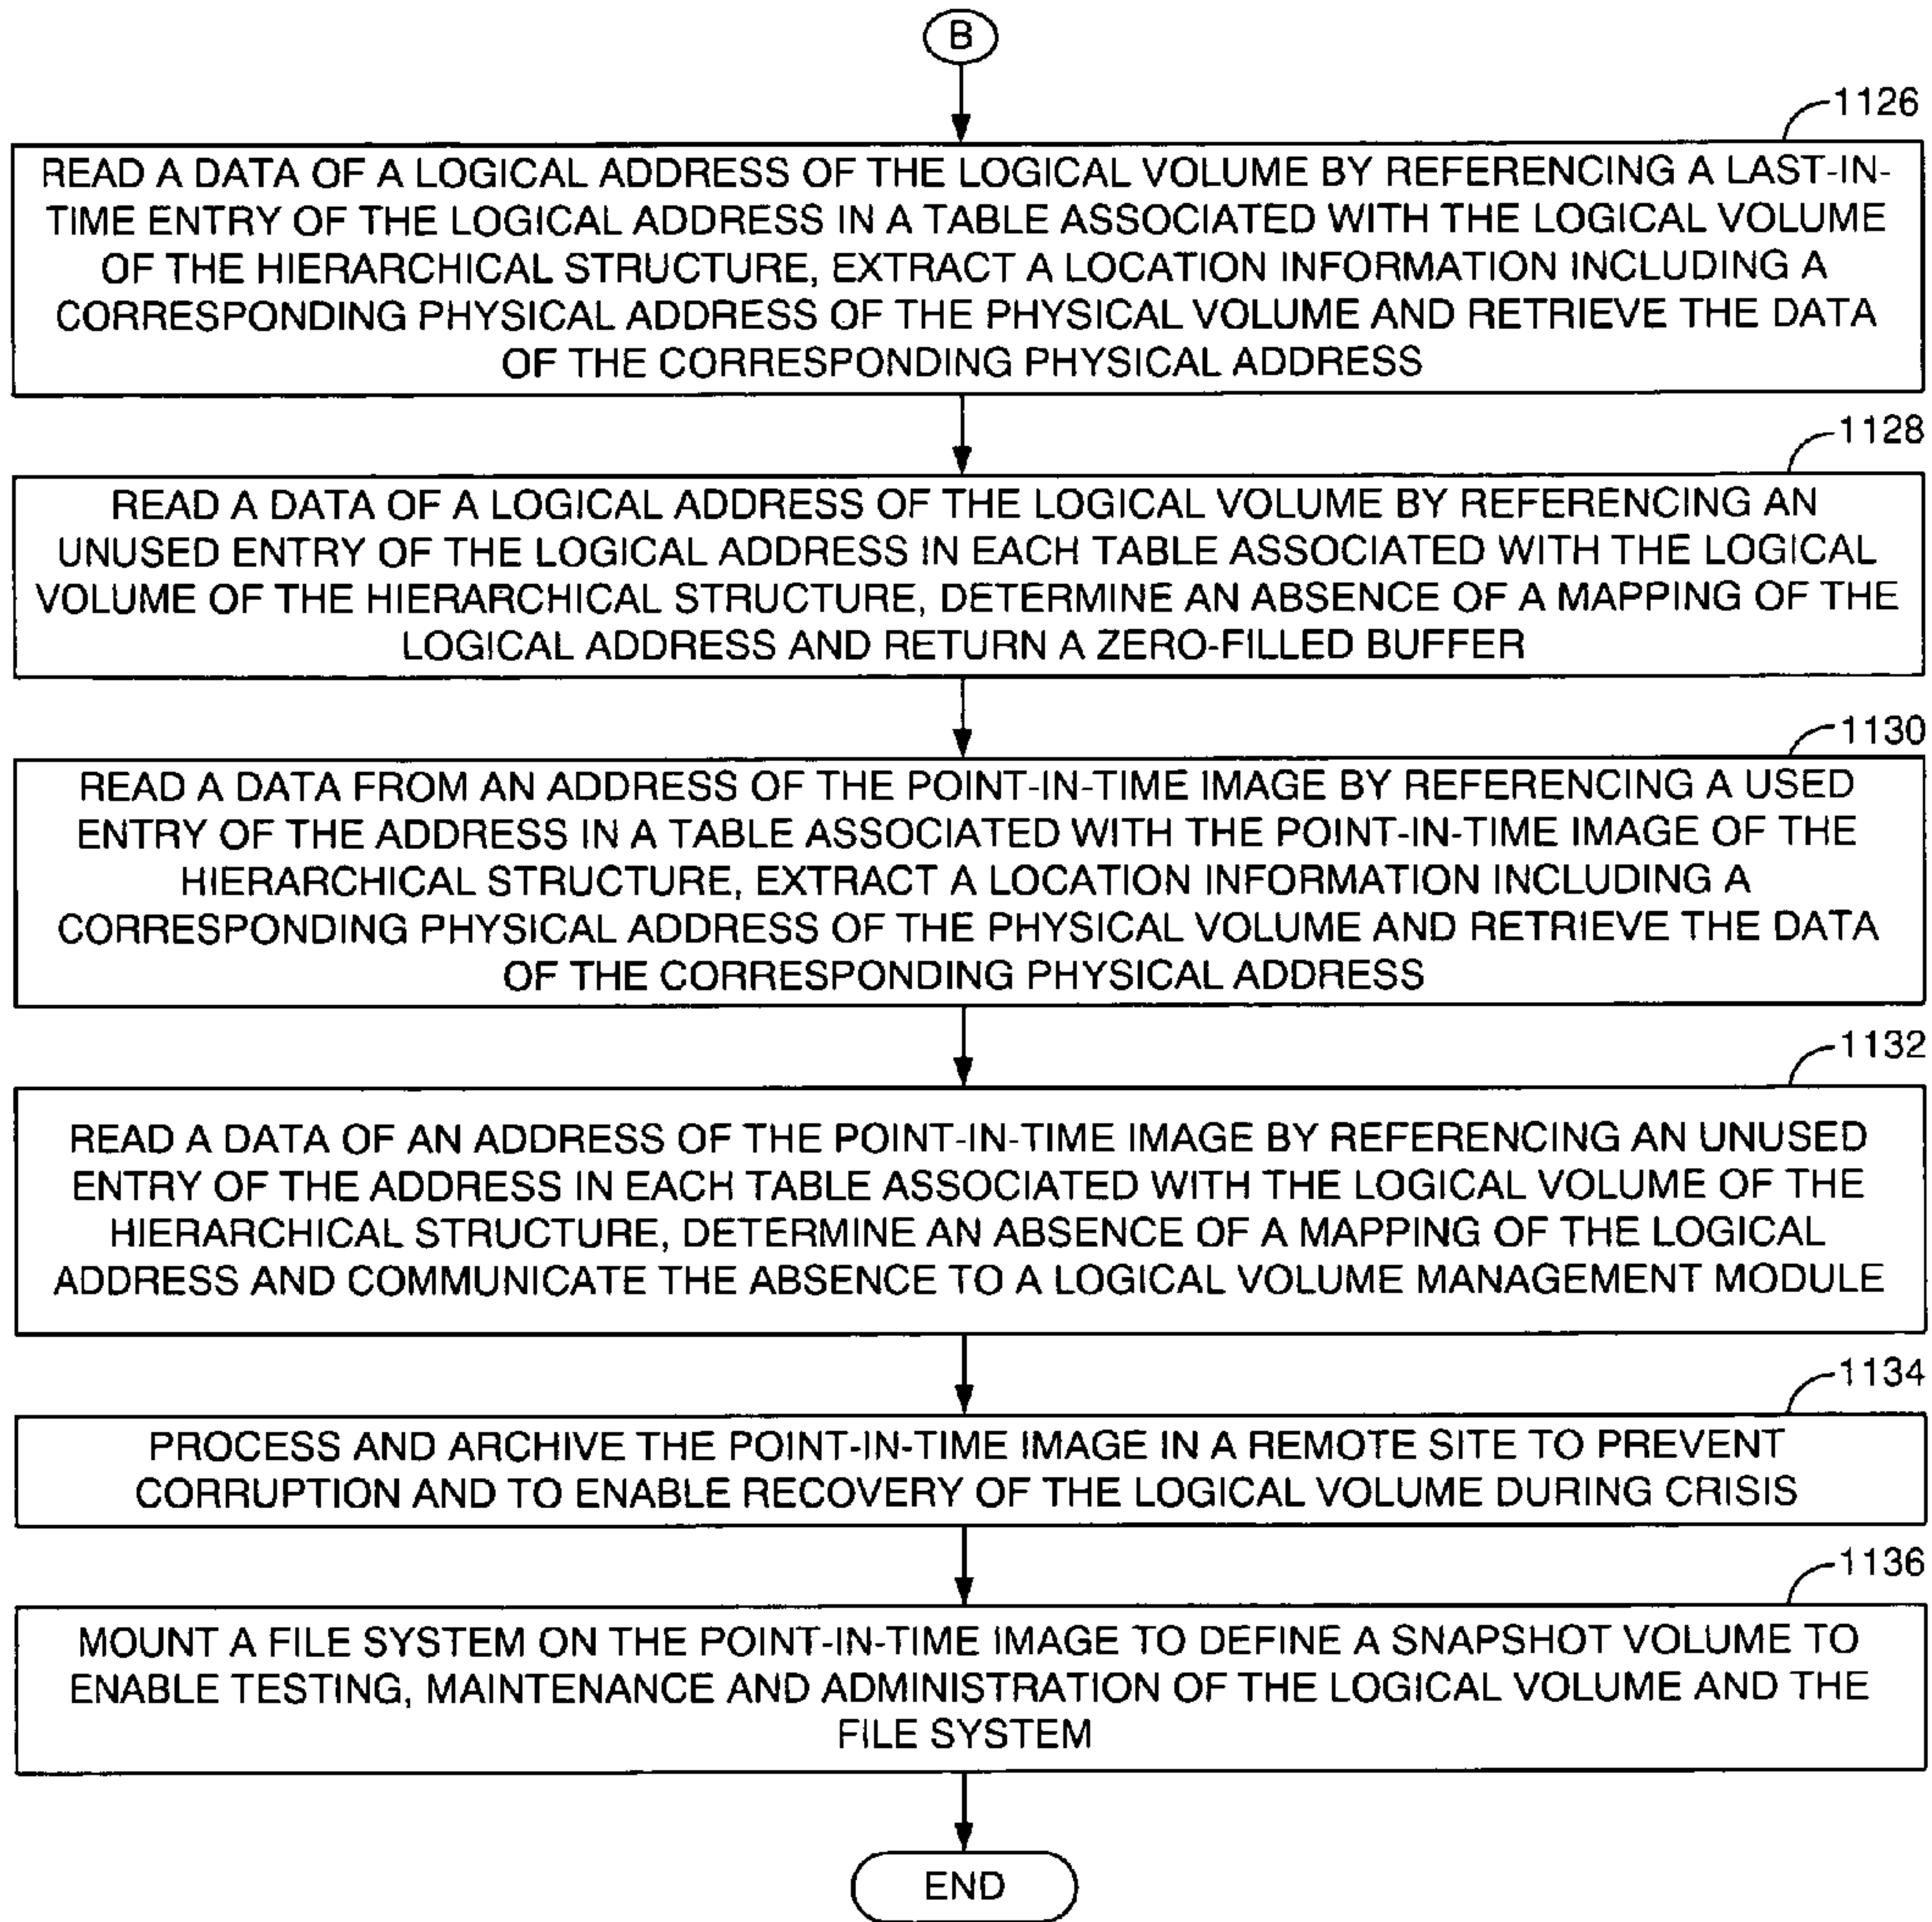 B
1126
READ A DATA OF A LOGICAL ADDRESS OF THE LOGICAL VOLUME BY REFERENCING A LAST-IN-
TIME ENTRY OF THE LOGICAL ADDRESS IN A TABLE ASSOCIATED WITH THE LOGICAL VOLUME
OF THE HIERARCHICAL STRUCTURE, EXTRACT A LOCATION INFORMATION INCLUDING A
CORRESPONDING PHYSICAL ADDRESS OF THE PHYSICAL VOLUME AND RETRIEVE THE DATA
OF THE CORRESPONDING PHYSICAL ADDRESS
1128
READ A DATA OF A LOGICAL ADDRESS OF THE LOGICAL VOLUME BY REFERENCING AN
UNUSED ENTRY OF THE LOGICAL ADDRESS IN EACH TABLE ASSOCIATED WITH THE LOGICAL
VOLUME OF THE HIERARCHICAL STRUCTURE, DETERMINE AN ABSENCE OF A MAPPING OF THE
LOGICAL ADDRESS AND RETURN A ZERO-FILLED BUFFER
1130
READ A DATA FROM AN ADDRESS OF THE POINT-IN-TIME IMAGE BY REFERENCING A USED
ENTRY OF THE ADDRESS IN A TABLE ASSOCIATED WITH THE POINT-IN-TIME IMAGE OF THE
HIERARCHICAL STRUCTURE, EXTRACT A LOCATION INFORMATION INCLUDING A
CORRESPONDING PHYSICAL ADDRESS OF THE PHYSICAL VOLUME AND RETRIEVE THE DATA
OF THE CORRESPONDING PHYSICAL ADDRESS
1132
READ A DATA OF AN ADDRESS OF THE POINT-IN-TIME IMAGE BY REFERENCING AN UNUSED
ENTRY OF THE ADDRESS IN EACH TABLE ASSOCIATED WITH THE LOGICAL VOLUME OF THE
HIERARCHICAL STRUCTURE, DETERMINE AN ABSENCE OF A MAPPING OF THE LOGICAL
ADDRESS AND COMMUNICATE THE ABSENCE TO A LOGICAL VOLUME MANAGEMENT MODULE
1134
PROCESS AND ARCHIVE THE POINT-IN-TIME IMAGE IN A REMOTE SITE TO PREVENT
CORRUPTION AND TO ENABLE RECOVERY OF THE LOGICAL VOLUME DURING CRISIS
1136
MOUNT A FILE SYSTEM ON THE POINT-IN-TIME IMAGE TO DEFINE A SNAPSHOT VOLUME TO
ENABLE TESTING, MAINTENANCE AND ADMINISTRATION OF THE LOGICAL VOLUME AND THE
FILE SYSTEM
END